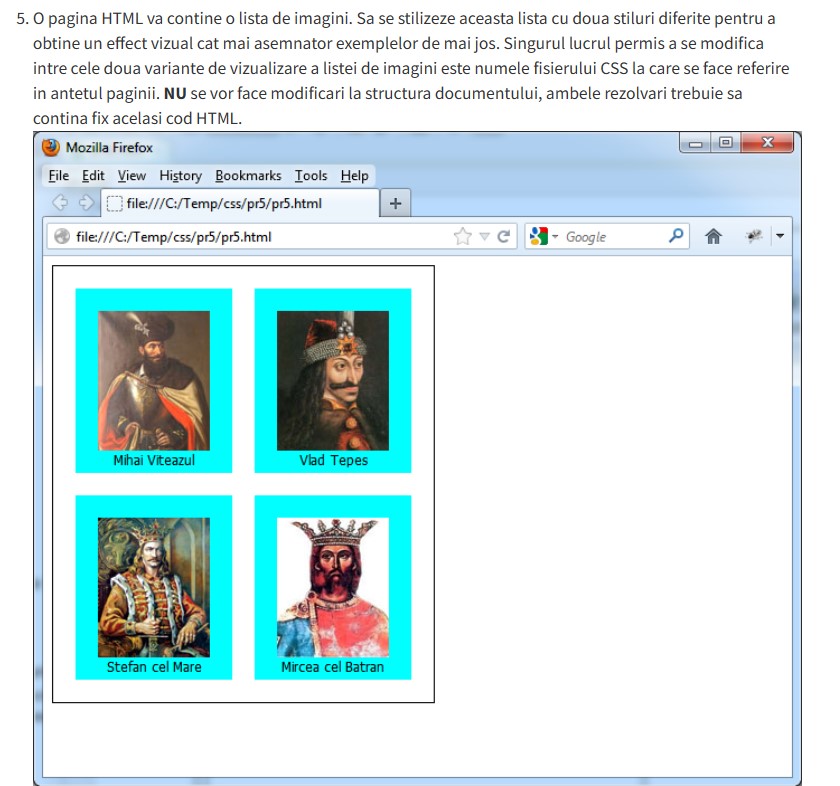 5. O pagina HTML va contine o lista de imagini. Sa se stilizeze aceasta lista cu doua stiluri diferite pentru a
obtine un effect vizual cat mai asemnator exemplelor de mai jos. Singurul lucrul permis a se modifica
intre cele doua variante de vizualizare a listei de imagini este numele fisierului CSS la care se face referire
in antetul paginii. NU se vor face modificari la structura documentului, ambele rezolvari trebuie sa
contina fix acelasi cod HTML.
Mozilla Firefox
File Edit View History Bookmarks Tools Help
file:///C:/Temp/css/pr5/pr5.html +
file:///C:/Temp/css/pr5/pr5.html Google
Mihai Viteazul Vlad Tepes
Stefan cel Mare Mircea cel Batran